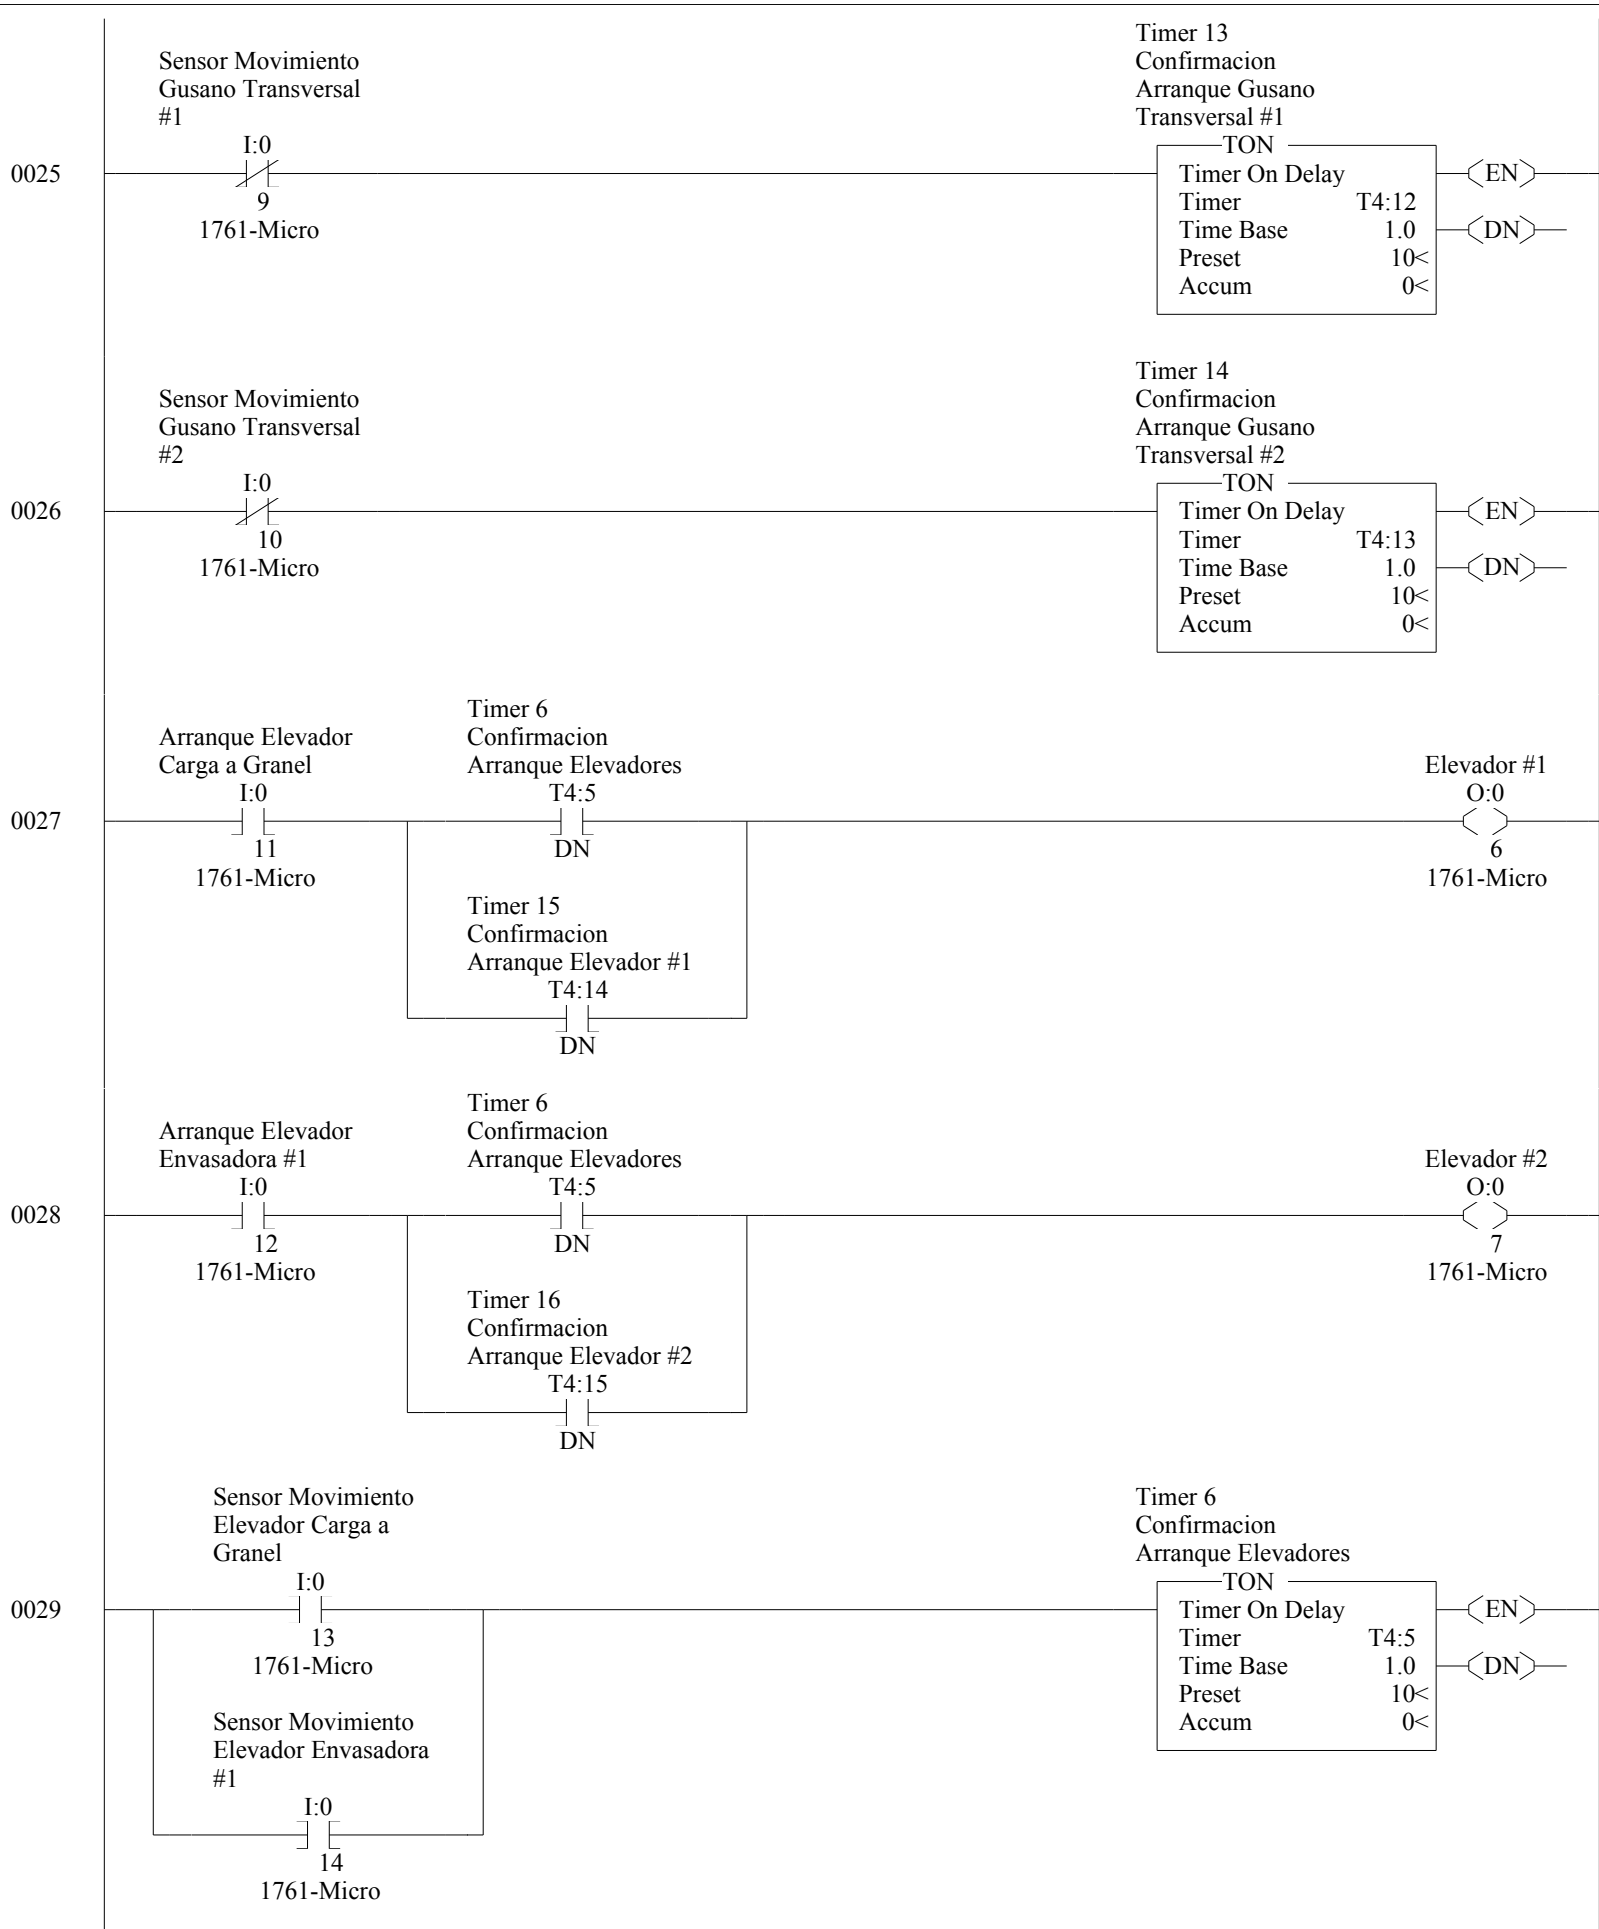 Timer 13
Sensor Movimiento
Confirmacion
Gusano Transversal
Arranque Gusano
#1
Transversal #1
I:0
TON
0025
Timer On Delay
EN
9
Timer T4:12
1761-Micro
Time Base 1.0
DN
Preset 10<
Accum 0<
Timer 14
Sensor Movimiento
Confirmacion
Gusano Transversal
Arranque Gusano
#2
Transversal #2
I:0
TON
0026
Timer On Delay
EN
10
Timer T4:13
1761-Micro
Time Base 1.0
DN
Preset 10<
Accum 0<
Timer 6
Arranque Elevador
Confirmacion
Carga a Granel
Arranque Elevadores
Elevador #1
I:0
T4:5
O:0
0027
11
DN
6
1761-Micro
1761-Micro
Timer 15
Confirmacion
Arranque Elevador #1
T4:14
DN
Timer 6
Arranque Elevador
Confirmacion
Envasadora #1
Arranque Elevadores
Elevador #2
I:0
T4:5
O:0
0028
12
DN
7
1761-Micro
1761-Micro
Timer 16
Confirmacion
Arranque Elevador #2
T4:15
DN
Sensor Movimiento
Timer 6
Elevador Carga a
Confirmacion
Granel
Arranque Elevadores
I:0
TON
0029
Timer On Delay
EN
13
Timer T4:5
1761-Micro
Time Base 1.0
DN
Preset 10<
Accum 0<
Sensor Movimiento
Elevador Envasadora
#1
I:0
14
1761-Micro